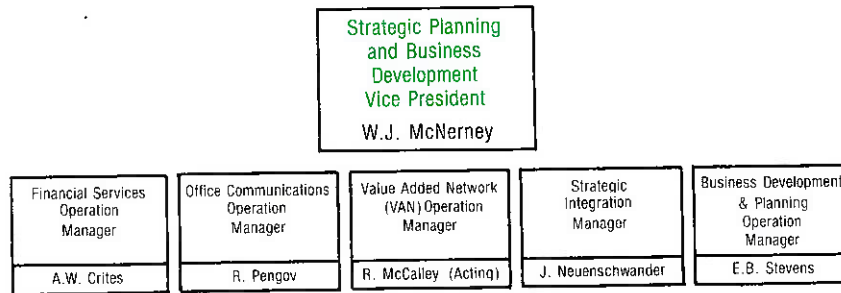 Strategic Planning
and Business
Development
Vice President
W.J. McNerney
Financial Services
Operation
Manager
A.W. Crites
Office Communications
Operation
Manager
R. Pengov
Value Added Network
(VAN) Operation
Manager
R. McCalley (Acting)
Strategic
Integration
Manager
J. Neuenschwander
Business Development
& Planning
Operation
Manager
E.B. Stevens